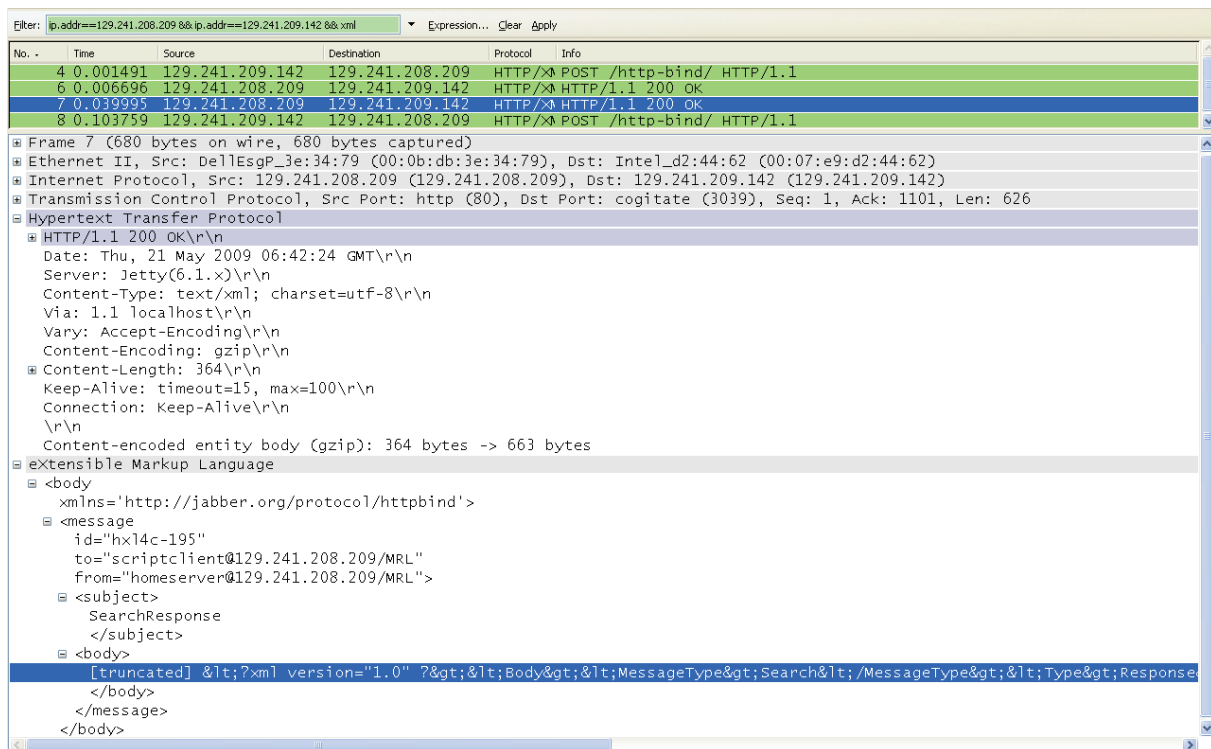 Filter: ip.addr==129.241.208.209 && ip.addr==129.241.209.142 && xml Expression... Clear Apply
No. - Time Source Destination Protocol Info
4 0.001491 129.241.209.142 129.241.208.209 HTTP/XM POST /http-bind/ HTTP/1.1
6 0.006696 129.241.208.209 129.241.209.142 HTTP/XM HTTP/1.1 200 OK
7 0.039995 129.241.208.209 129.241.209.142 HTTP/XM HTTP/1.1 200 OK
8 0.103759 129.241.209.142 129.241.208.209 HTTP/XM POST /http-bind/ HTTP/1.1
Frame 7 (680 bytes on wire, 680 bytes captured)
Ethernet II, Src: DellEsgP_3e:34:79 (00:0b:db:3e:34:79), Dst: Intel_d2:44:62 (00:07:e9:d2:44:62)
Internet Protocol, Src: 129.241.208.209 (129.241.208.209), Dst: 129.241.209.142 (129.241.209.142)
Transmission Control Protocol, Src Port: http (80), Dst Port: cogitate (3039), Seq: 1, Ack: 1101, Len: 626
Hypertext Transfer Protocol
HTTP/1.1 200 OK\r\n
Date: Thu, 21 May 2009 06:42:24 GMT\r\n
Server: Jetty(6.1.x)\r\n
Content-Type: text/xml; charset=utf-8\r\n
Via: 1.1 localhost\r\n
Vary: Accept-Encoding\r\n
Content-Encoding: gzip\r\n
Content-Length: 364\r\n
Keep-Alive: timeout=15, max=100\r\n
Connection: Keep-Alive\r\n
\r\n
Content-encoded entity body (gzip): 364 bytes -> 663 bytes
eXtensible Markup Language
<body
xmlns='http://jabber.org/protocol/httpbind'>
<message
id="hxl4c-195"
to="scriptclient@129.241.208.209/MRL"
from="homeserver@129.241.208.209/MRL">
<subject>
SearchResponse
</subject>
<body>
[truncated] &lt;?xml version="1.0" ?&gt;&lt;Body&gt;&lt;MessageType&gt;Search&lt;/MessageType&gt;&lt;Type&gt;Response&
</body>
</message>
</body>